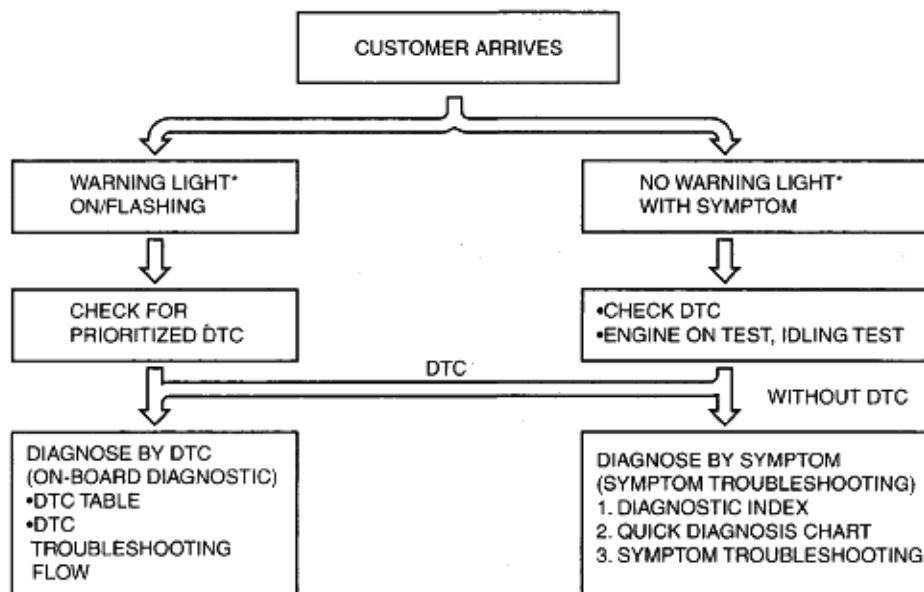 CUSTOMER ARRIVES
WARNING LIGHT*
ON/FLASHING
NO WARNING LIGHT*
WITH SYMPTOM
CHECK FOR
PRIORITIZED DTC
•CHECK DTC
•ENGINE ON TEST, IDLING TEST
DTC
WITHOUT DTC
DIAGNOSE BY DTC
(ON-BOARD DIAGNOSTIC)
•DTC TABLE
•DTC
TROUBLESHOOTING
FLOW
DIAGNOSE BY SYMPTOM
(SYMPTOM TROUBLESHOOTING)
1. DIAGNOSTIC INDEX
2. QUICK DIAGNOSIS CHART
3. SYMPTOM TROUBLESHOOTING